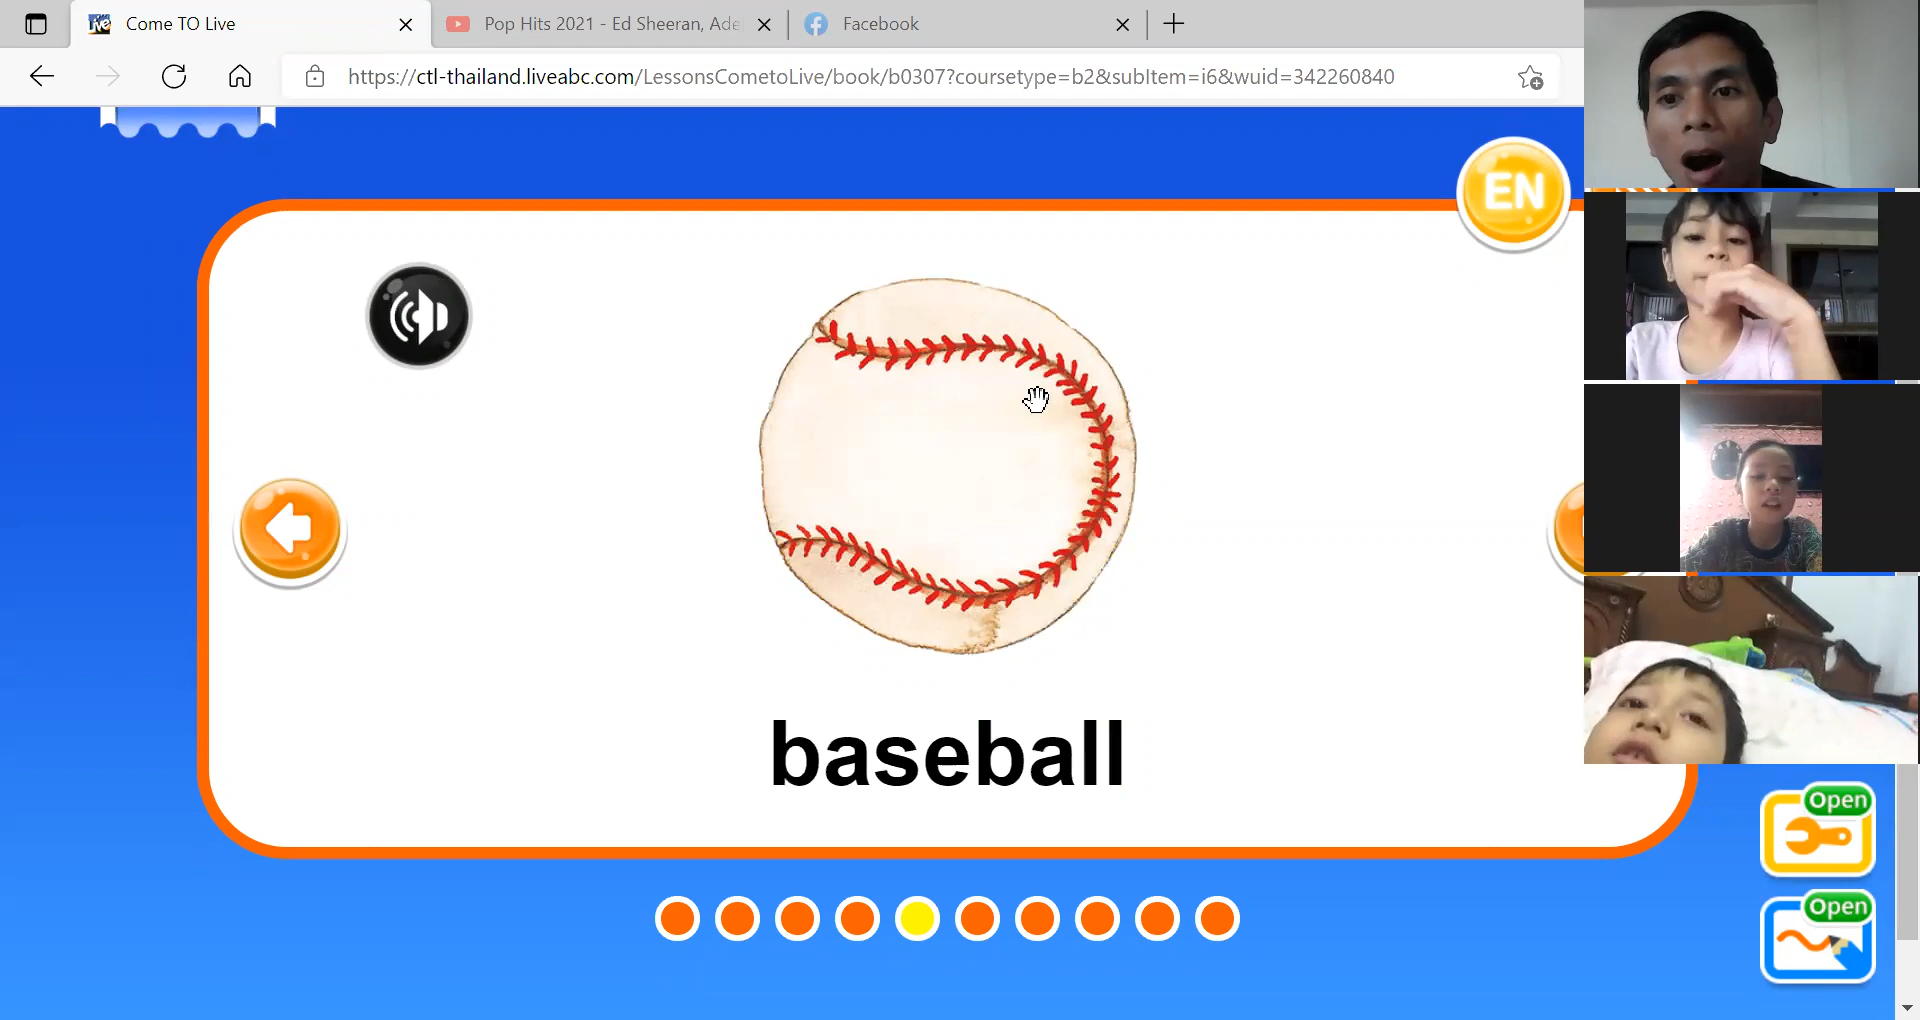 Come TO Live
Pop Hits 2021 - Ed Sheeran, Ade
Facebook
https://ctl-thailand.liveabc.com/LessonsCometoLive/book/b0307?coursetype=b2&subItem=i6&wuid=342260840
EN
baseball
Open
Open